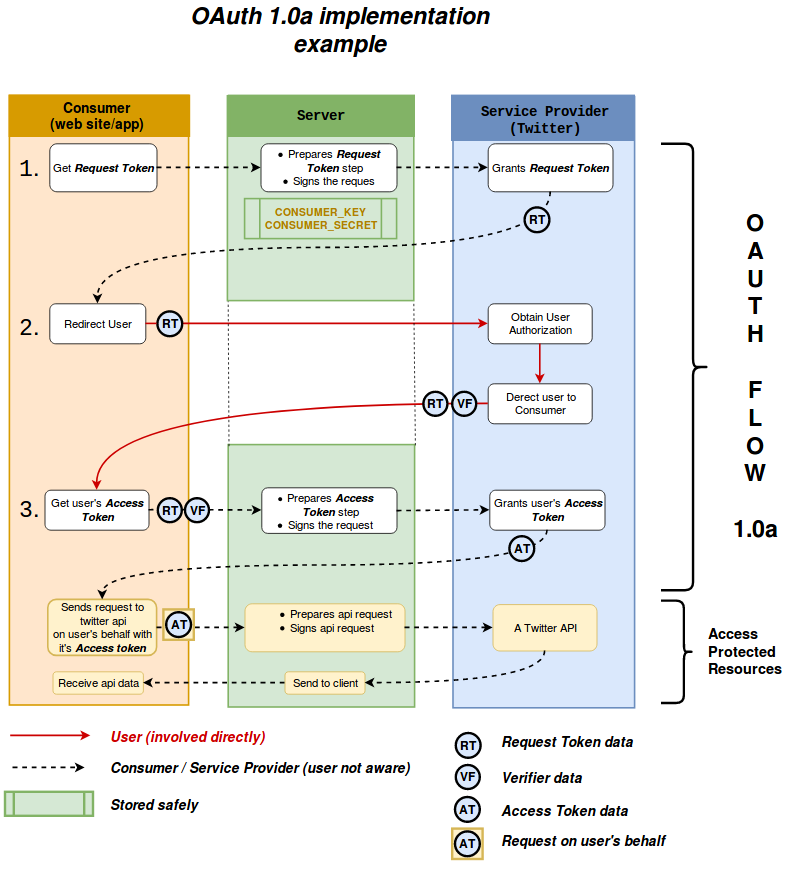 OAuth 1.0a implementation
example
Consumer
(web site/app)
Server
Service Provider
(Twitter)
1.
Get Request Token
• Prepares Request
Token step
• Signs the reques
Grants Request Token
CONSUMER_KEY
CONSUMER_SECRET
RT
2.
Redirect User
RT
Obtain User
Authorization
RT
VF
Derect user to
Consumer
3.
Get user's Access
Token
RT
VF
• Prepares Access
Token step
• Signs the request
Grants user's Access
Token
AT
Sends request to
twitter api
on user's behalf with
it's Access token
AT
• Prepares api request
• Signs api request
A Twitter API
Receive api data
Send to client
O
A
U
T
H
F
L
O
W
1.0a
Access
Protected
Resources
User (involved directly)
Consumer / Service Provider (user not aware)
Stored safely
RT
Request Token data
VF
Verifier data
AT
Access Token data
AT
Request on user's behalf